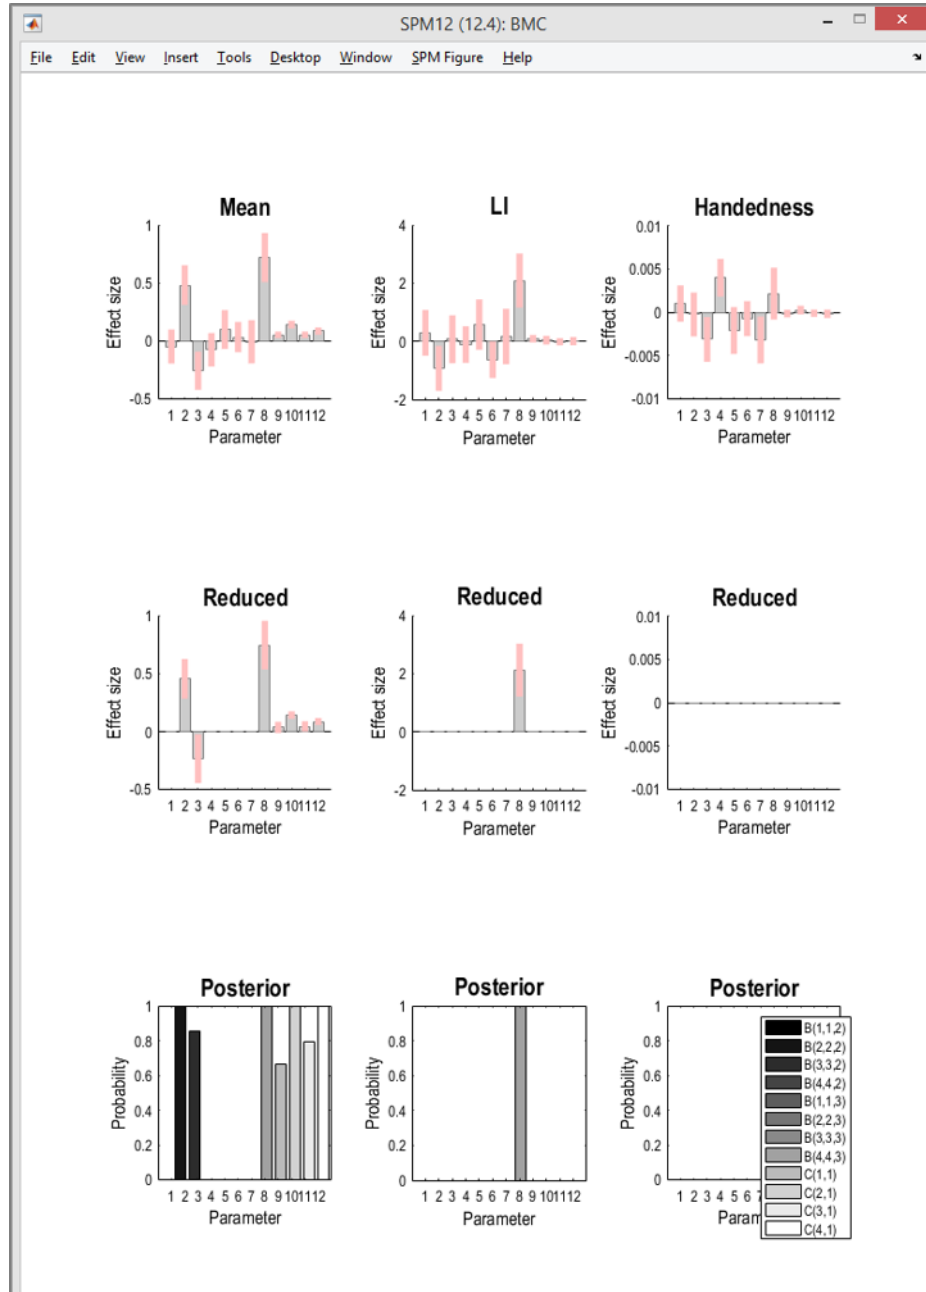 SPM12 (12.4): BMC
File Edit View Insert Tools Desktop Window SPM Figure Help
Mean
Effect size
1
0.5
0
-0.5
1 2 3 4 5 6 7 8 9 10 11 12
Parameter
LI
Effect size
4
2
0
-2
1 2 3 4 5 6 7 8 9 10 11 12
Parameter
Handedness
Effect size
0.01
0.005
0
-0.005
-0.01
1 2 3 4 5 6 7 8 9 10 11 12
Parameter
Reduced
Effect size
1
0.5
0
-0.5
1 2 3 4 5 6 7 8 9 10 11 12
Parameter
Reduced
Effect size
4
2
0
-2
1 2 3 4 5 6 7 8 9 10 11 12
Parameter
Reduced
Effect size
0.01
0.005
0
-0.005
-0.01
1 2 3 4 5 6 7 8 9 10 11 12
Parameter
Posterior
Probability
1
0.8
0.6
0.4
0.2
0
1 2 3 4 5 6 7 8 9 10 11 12
Parameter
Posterior
Probability
1
0.8
0.6
0.4
0.2
0
1 2 3 4 5 6 7 8 9 10 11 12
Parameter
Posterior
Probability
1
0.8
0.6
0.4
0.2
0
1 2 3 4 5 6
Param
B(1,1,2)
B(2,2,2)
B(3,3,2)
B(4,4,2)
B(1,1,3)
B(2,2,3)
B(3,3,3)
B(4,4,3)
C(1,1)
C(2,1)
C(3,1)
C(4,1)